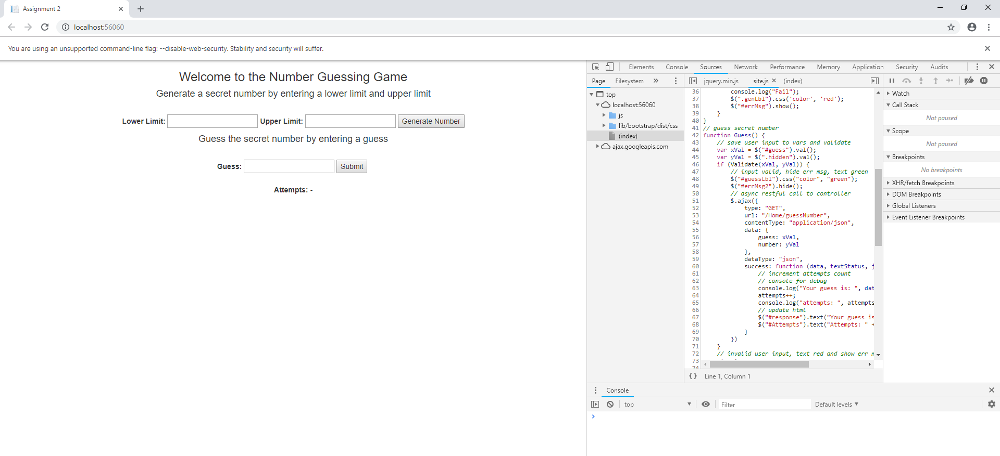 Assignment 2
localhost:56060
You are using an unsupported command-line flag: --disable-web-security. Stability and security will suffer.
Welcome to the Number Guessing Game
Generate a secret number by entering a lower limit and upper limit
Lower Limit: Upper Limit: Generate Number
Guess the secret number by entering a guess
Guess: Submit
Attempts: -
Elements Console Sources Network Performance Memory Application Security Audits
Page Filesystem »
top
localhost:56060
js
lib/bootstrap/dist/css
(index)
ajax.googleapis.com
jquery.min.js site.js (index)
36 console.log("Fail");
37 $(".genLbl").css('color', 'red');
38 $("#errMsg").show();
39 }
40 }
41 // guess secret number
42 function Guess() {
43 // save user input to vars and validate
44 var xVal = $("#guess").val();
45 var yVal = $(".hidden").val();
46 if (Validate(xVal, yVal)) {
47 // input valid, hide err msg, text green
48 $("#guessLbl").css("color", "green");
49 $("#errMsg2").hide();
50 // async restful call to controller
51 $.ajax({
52 type: "GET",
53 url: "/Home/guessNumber",
54 contentType: "application/json",
55 data: {
56 guess: xVal,
57 number: yVal
58 },
59 dataType: "json",
60 success: function (data, textStatus, j
61 // increment attempts count
62 // console for debug
63 console.log("Your guess is: ", dat
64 attempts++;
65 console.log("attempts: ", attempts
66 // update html
67 $("#response").text("Your guess is
68 $("#Attempts").text("Attempts: " +
69 }
70 })
71 }
72 // invalid user input, text red and show err m
73
74
{} Line 1, Column 1
Watch
Call Stack
Not paused
Scope
Not paused
Breakpoints
No breakpoints
XHR/fetch Breakpoints
DOM Breakpoints
Global Listeners
Event Listener Breakpoints
Console
top Filter Default levels